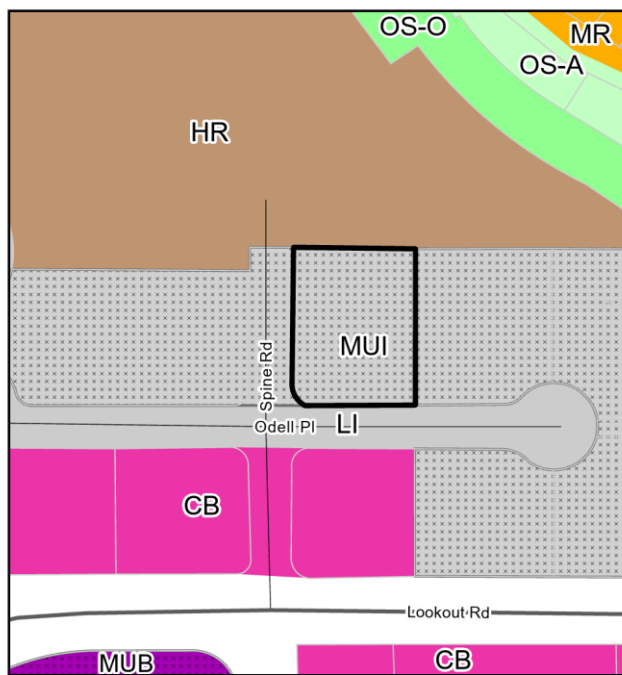 OS-O
MR
OS-A
HR
MUI
Spine Rd
Odell Pl
LI
CB
Lookout Rd
MUB
CB